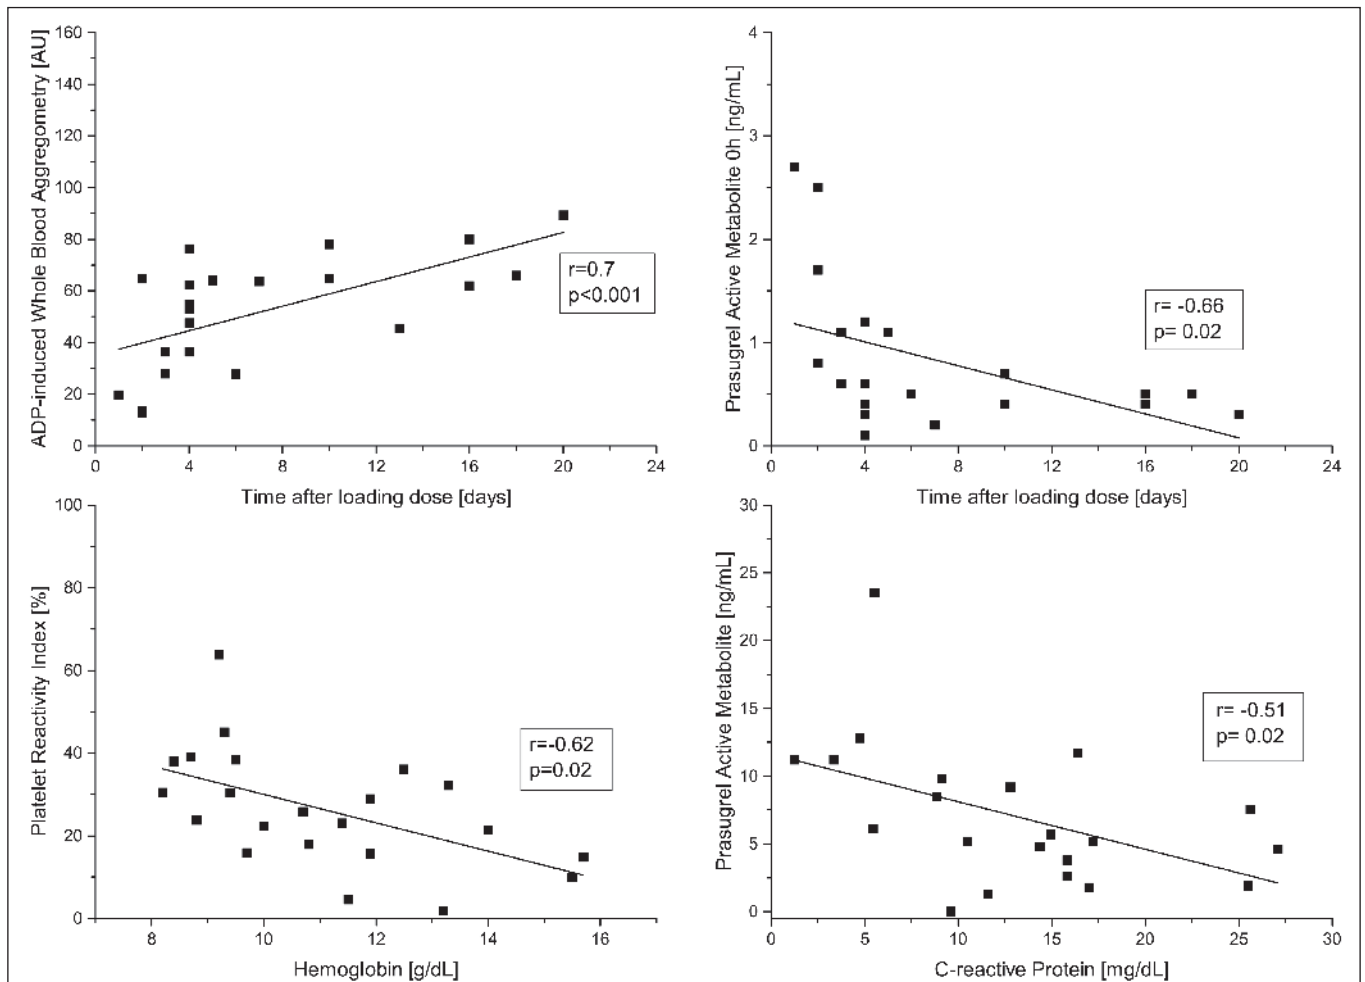 ADP-induced Whole Blood Aggregometry [AU]
160
140
120
100
80
60
40
20
0
r=0.7
p<0.001
0 4 8 12 16 20 24
Time after loading dose [days]
Prasugrel Active Metabolite 0h [ng/mL]
4
3
2
1
0
r= -0.66
p= 0.02
0 4 8 12 16 20 24
Time after loading dose [days]
Platelet Reactivity Index [%]
100
80
60
40
20
0
r=-0.62
p=0.02
8 10 12 14 16
Hemoglobin [g/dL]
Prasugrel Active Metabolite [ng/mL]
30
25
20
15
10
5
0
r= -0.51
p= 0.02
0 5 10 15 20 25 30
C-reactive Protein [mg/dL]